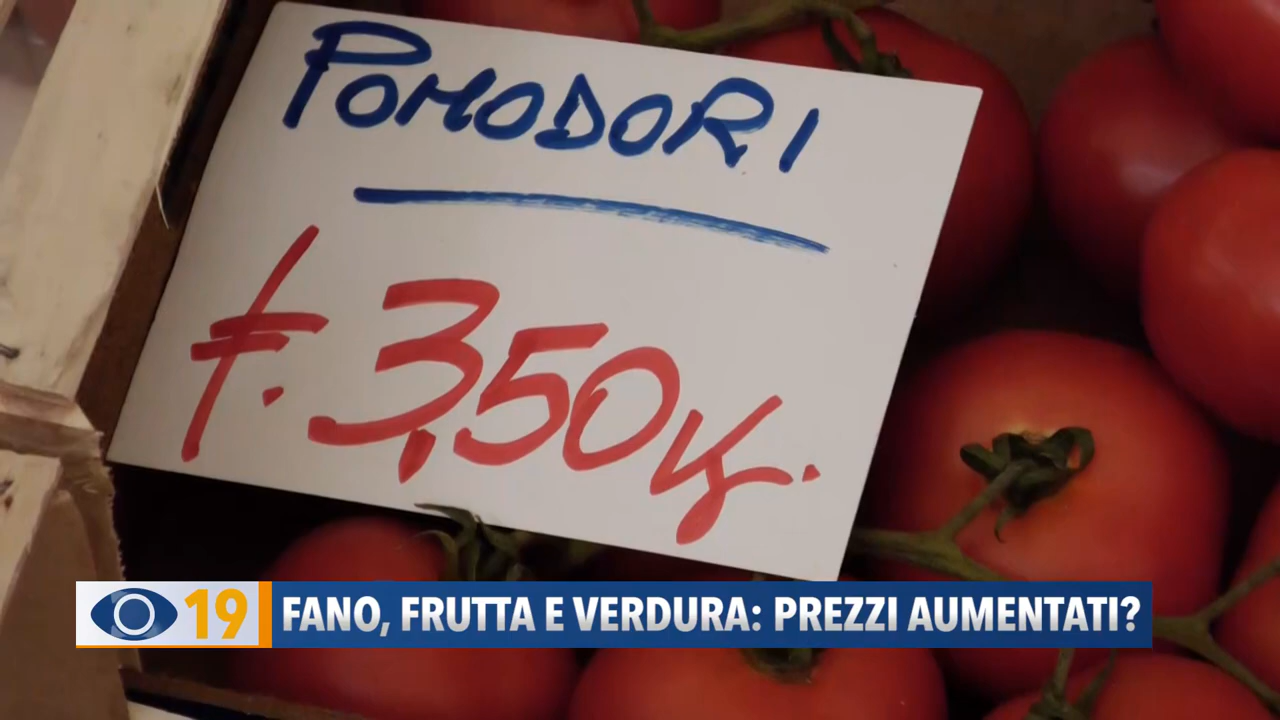 POMODORI
€. 3,50 Kg.
19 FANO, FRUTTA E VERDURA: PREZZI AUMENTATI?